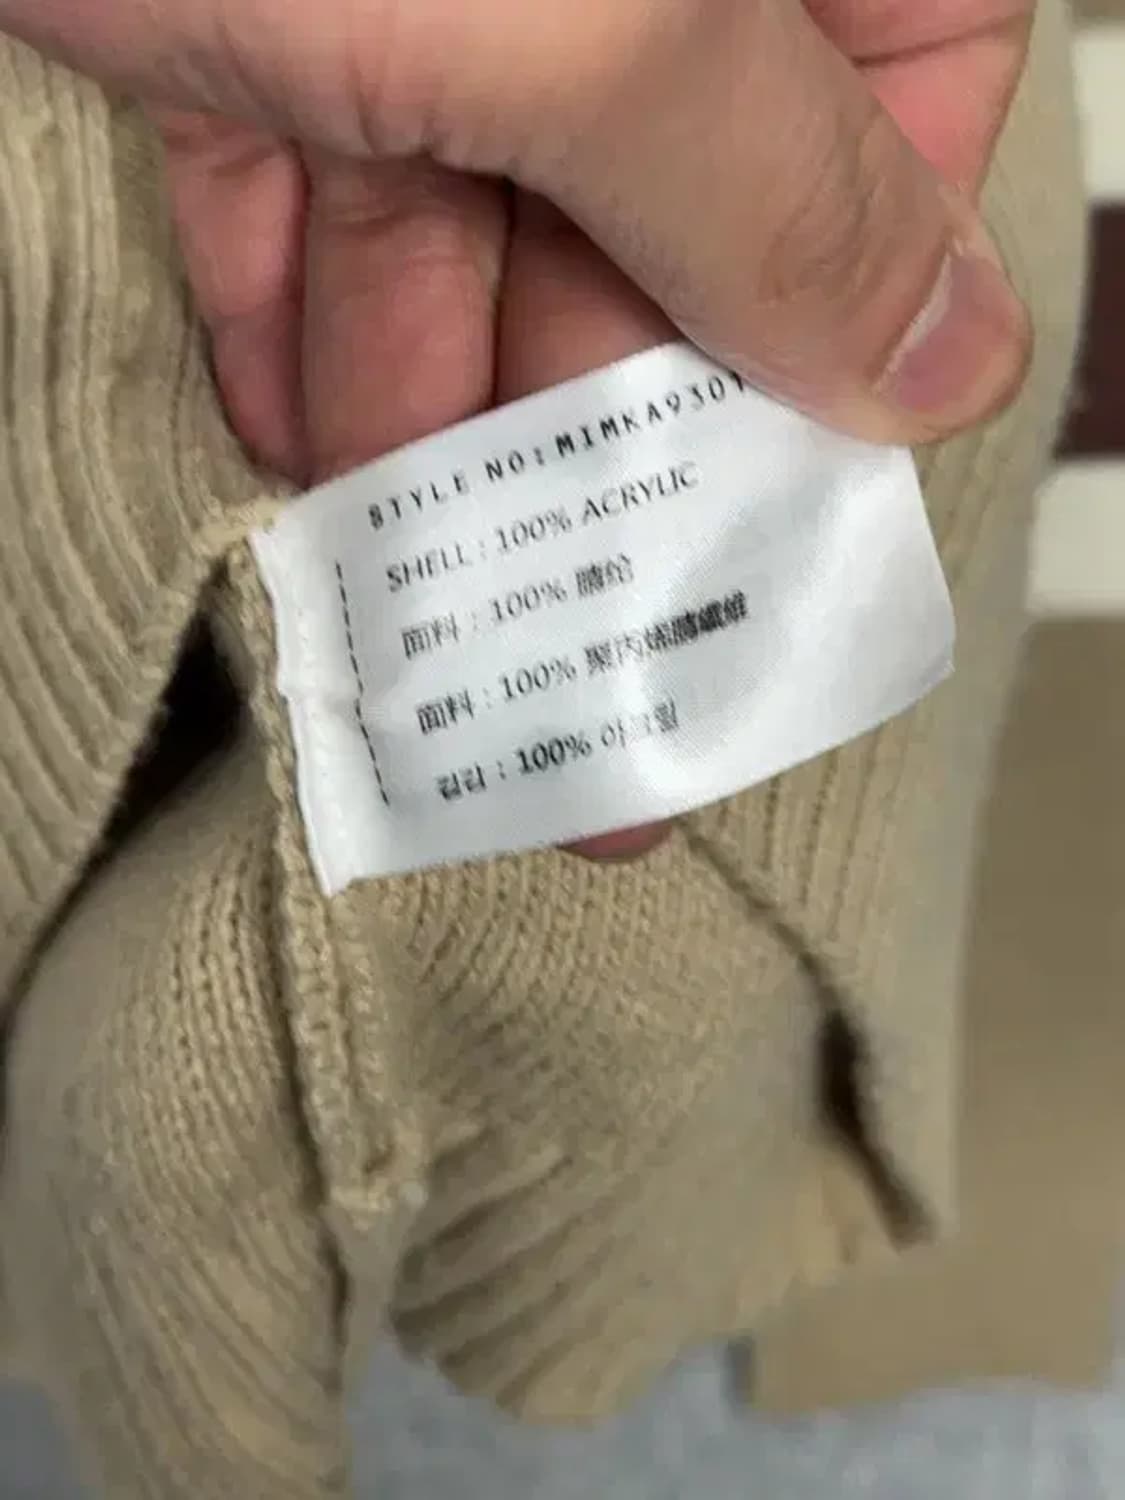 STYLE NO:MIMKA930
SHELL : 100% ACRYLIC
面料 : 100% 腈纶
面料 : 100% 聚丙烯腈纖維
겉감 : 100% 아크릴